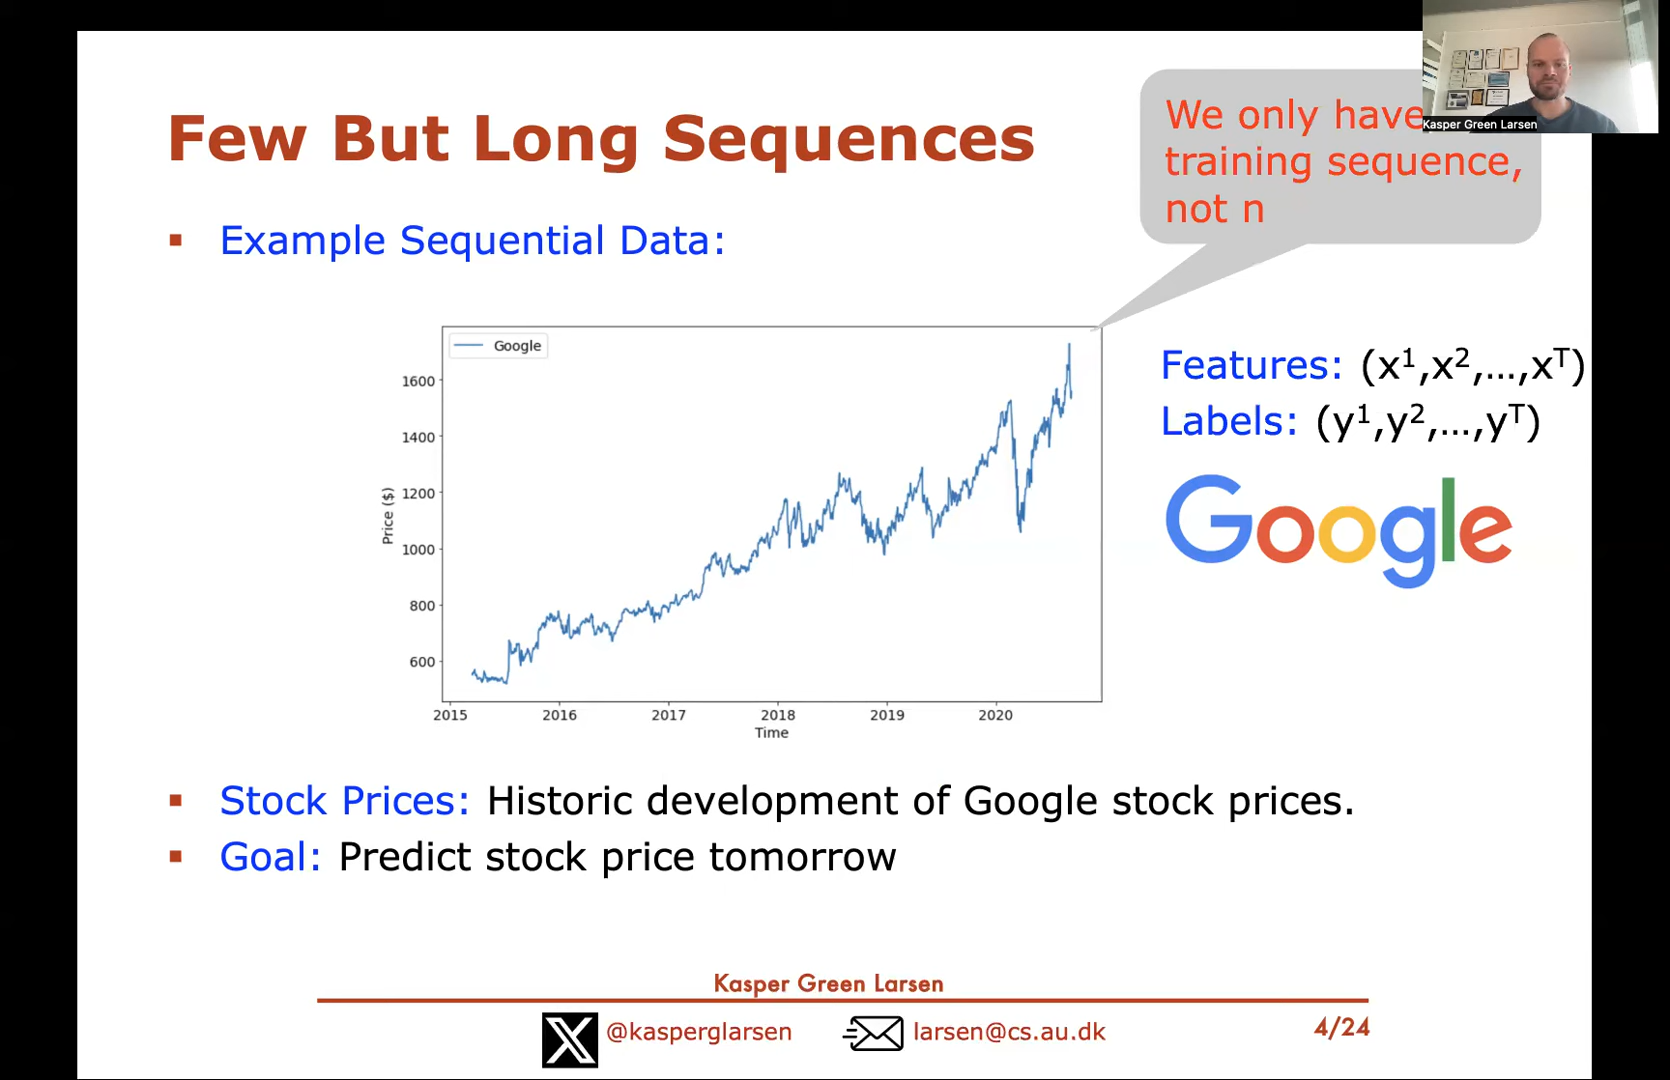 Few But Long Sequences
We only have
training sequence,
not n
Kasper Green Larsen
▪ Example Sequential Data:
Google
1600
1400
1200
1000
800
600
Price ($)
2015 2016 2017 2018 2019 2020
Time
Features: (x¹,x²,…,xᵀ)
Labels: (y¹,y²,…,yᵀ)
Google
▪ Stock Prices: Historic development of Google stock prices.
▪ Goal: Predict stock price tomorrow
Kasper Green Larsen
@kasperglarsen larsen@cs.au.dk 4/24